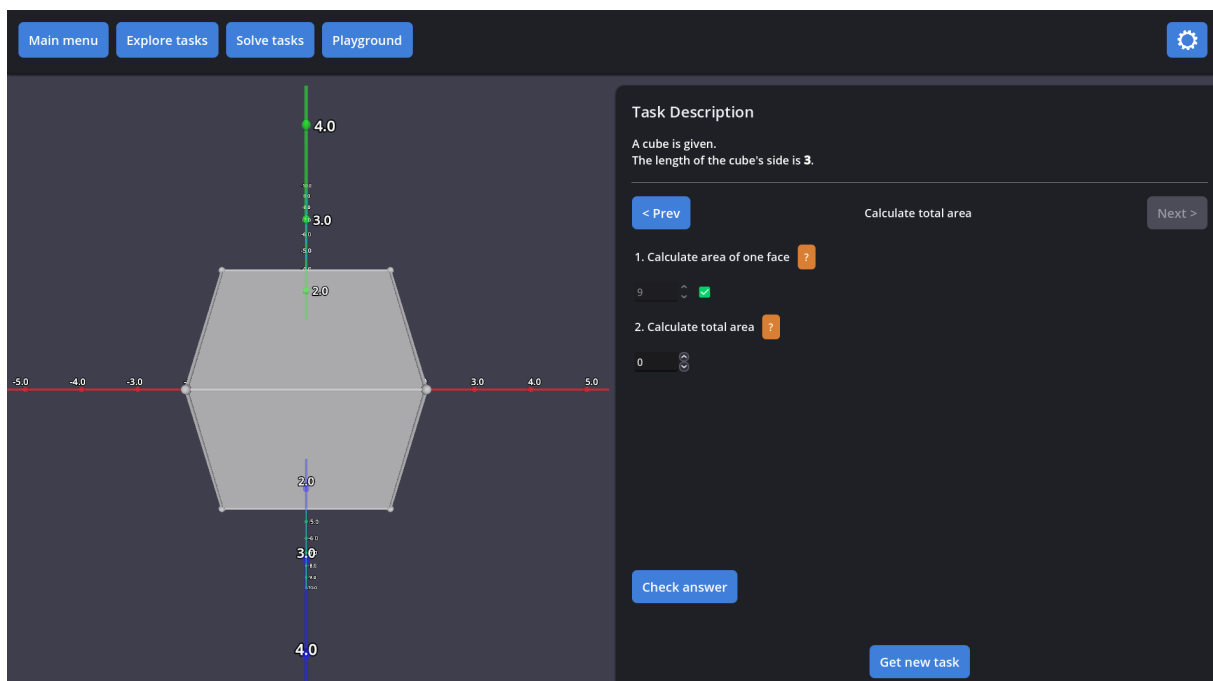 Main menu
Explore tasks
Solve tasks
Playground
4.0
3.0
2.0
-5.0 -4.0 -3.0 3.0 4.0 5.0
2.0
3.0
4.0
Task Description
A cube is given.
The length of the cube's side is 3.
< Prev
Calculate total area
Next >
1. Calculate area of one face ?
9
2. Calculate total area ?
0
Check answer
Get new task